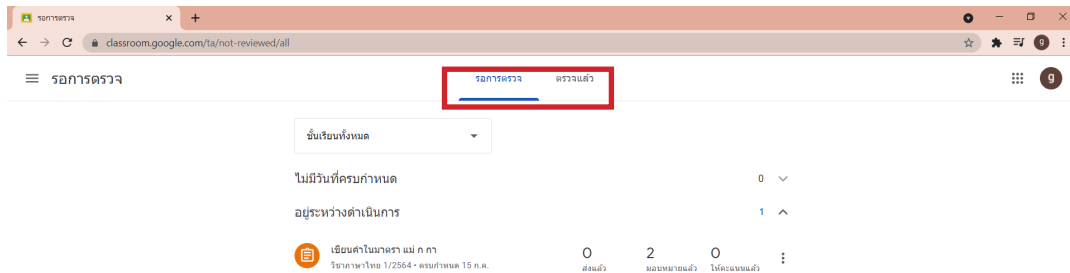 รอการตรวจ
classroom.google.com/ta/not-reviewed/all
g
รอการตรวจ
รอการตรวจ ตรวจแล้ว
g
ชั้นเรียนทั้งหมด
ไม่มีวันที่ครบกำหนด 0
อยู่ระหว่างดำเนินการ 1
เขียนคำในมาตรา แม่ ก กา 0 2 0
วิชาภาษาไทย 1/2564 • ครบกำหนด 15 ก.ค. ส่งแล้ว มอบหมายแล้ว ให้คะแนนแล้ว